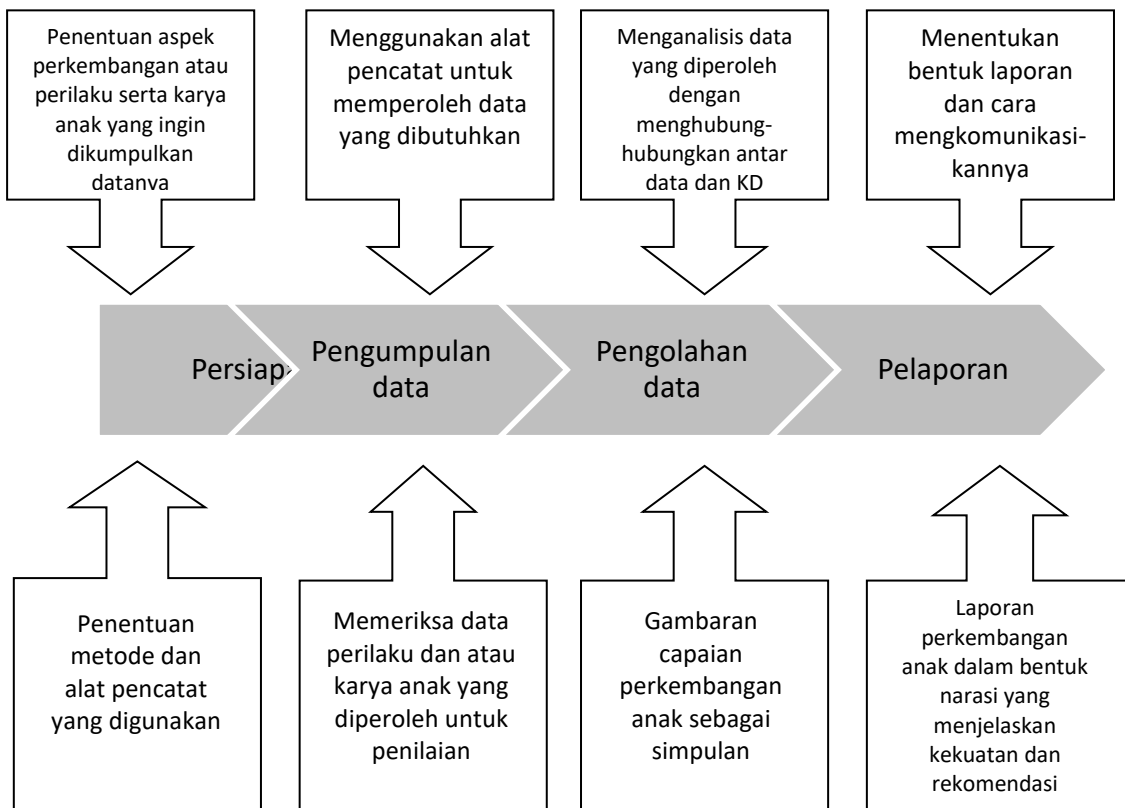 Penentuan aspek
perkembangan atau
perilaku serta karya
anak yang ingin
dikumpulkan
datanya
Menggunakan alat
pencatat untuk
memperoleh data
yang dibutuhkan
Menganalisis data
yang diperoleh
dengan
menghubung-
hubungkan antar
data dan KD
Menentukan
bentuk laporan
dan cara
mengkomunikasi-
kannya
Persiap
Pengumpulan
data
Pengolahan
data
Pelaporan
Penentuan
metode dan
alat pencatat
yang digunakan
Memeriksa data
perilaku dan atau
karya anak yang
diperoleh untuk
penilaian
Gambaran
capaian
perkembangan
anak sebagai
simpulan
Laporan
perkembangan
anak dalam bentuk
narasi yang
menjelaskan
kekuatan dan
rekomendasi